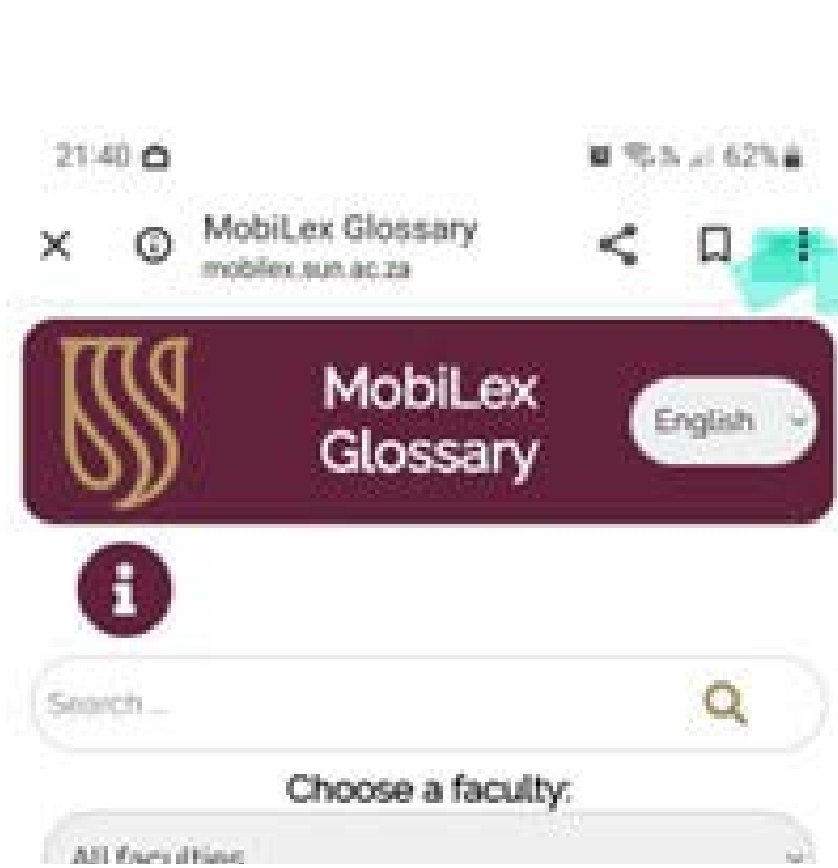 21:40
62%
MobiLex Glossary
mobilex.sun.ac.za
MobiLex
Glossary
English
Search ...
Choose a faculty:
All faculties